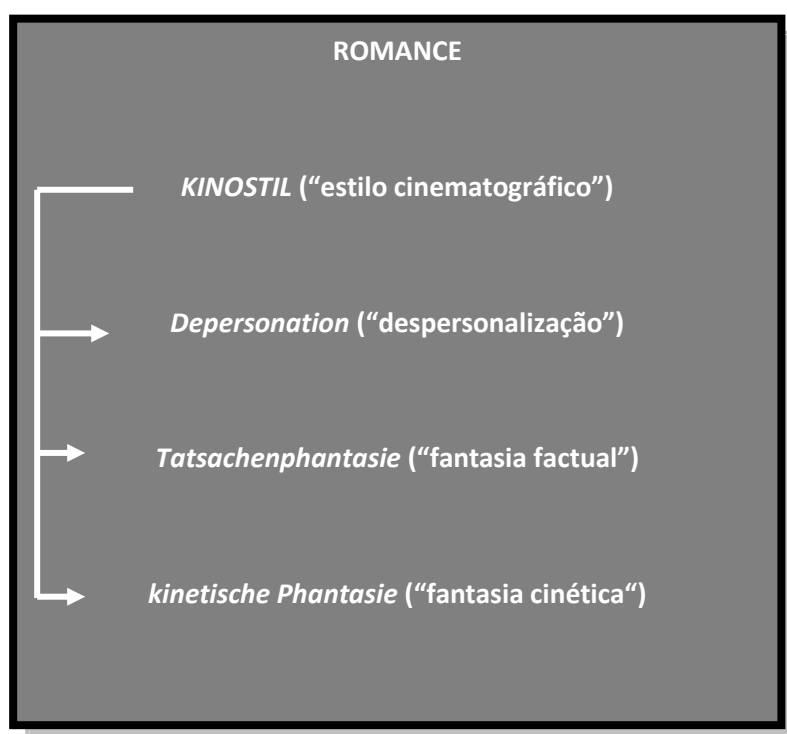 ROMANCE
KINOSTIL (“estilo cinematográfico”)
Depersonation (“despersonalização”)
Tatsachenphantasie (“fantasia factual”)
kinetische Phantasie (“fantasia cinética“)